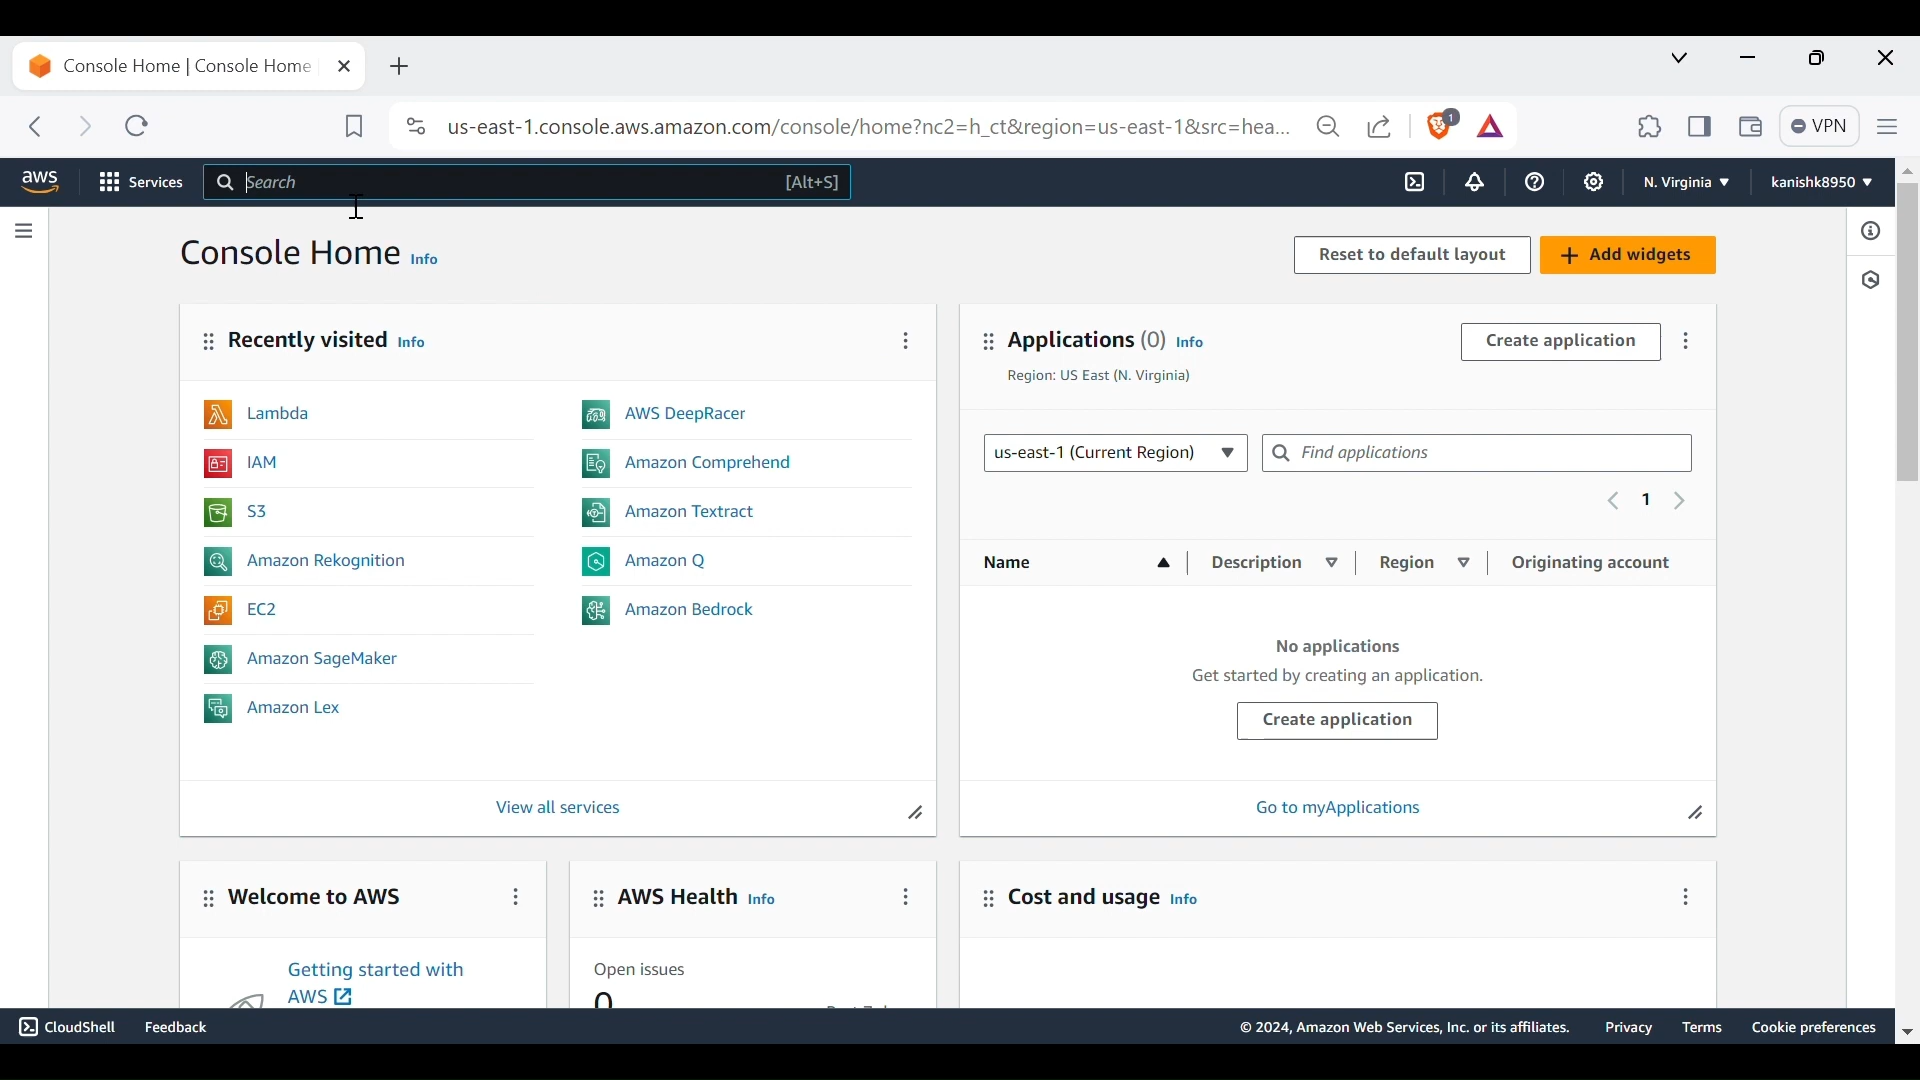 Console Home | Console Home
us-east-1.console.aws.amazon.com/console/home?nc2=h_ct&region=us-east-1&src=hea...
1
VPN
aws
Services
Search
[Alt+S]
N. Virginia
kanishk8950
Console Home Info
Reset to default layout
Add widgets
Recently visited Info
Lambda
IAM
S3
Amazon Rekognition
EC2
Amazon SageMaker
Amazon Lex
AWS DeepRacer
Amazon Comprehend
Amazon Textract
Amazon Q
Amazon Bedrock
View all services
Applications (0) Info
Region: US East (N. Virginia)
Create application
us-east-1 (Current Region)
Find applications
1
Name
Description
Region
Originating account
No applications
Get started by creating an application.
Create application
Go to myApplications
Welcome to AWS
Getting started with
AWS
AWS Health Info
Open issues
0
Cost and usage Info
CloudShell
Feedback
© 2024, Amazon Web Services, Inc. or its affiliates.
Privacy
Terms
Cookie preferences